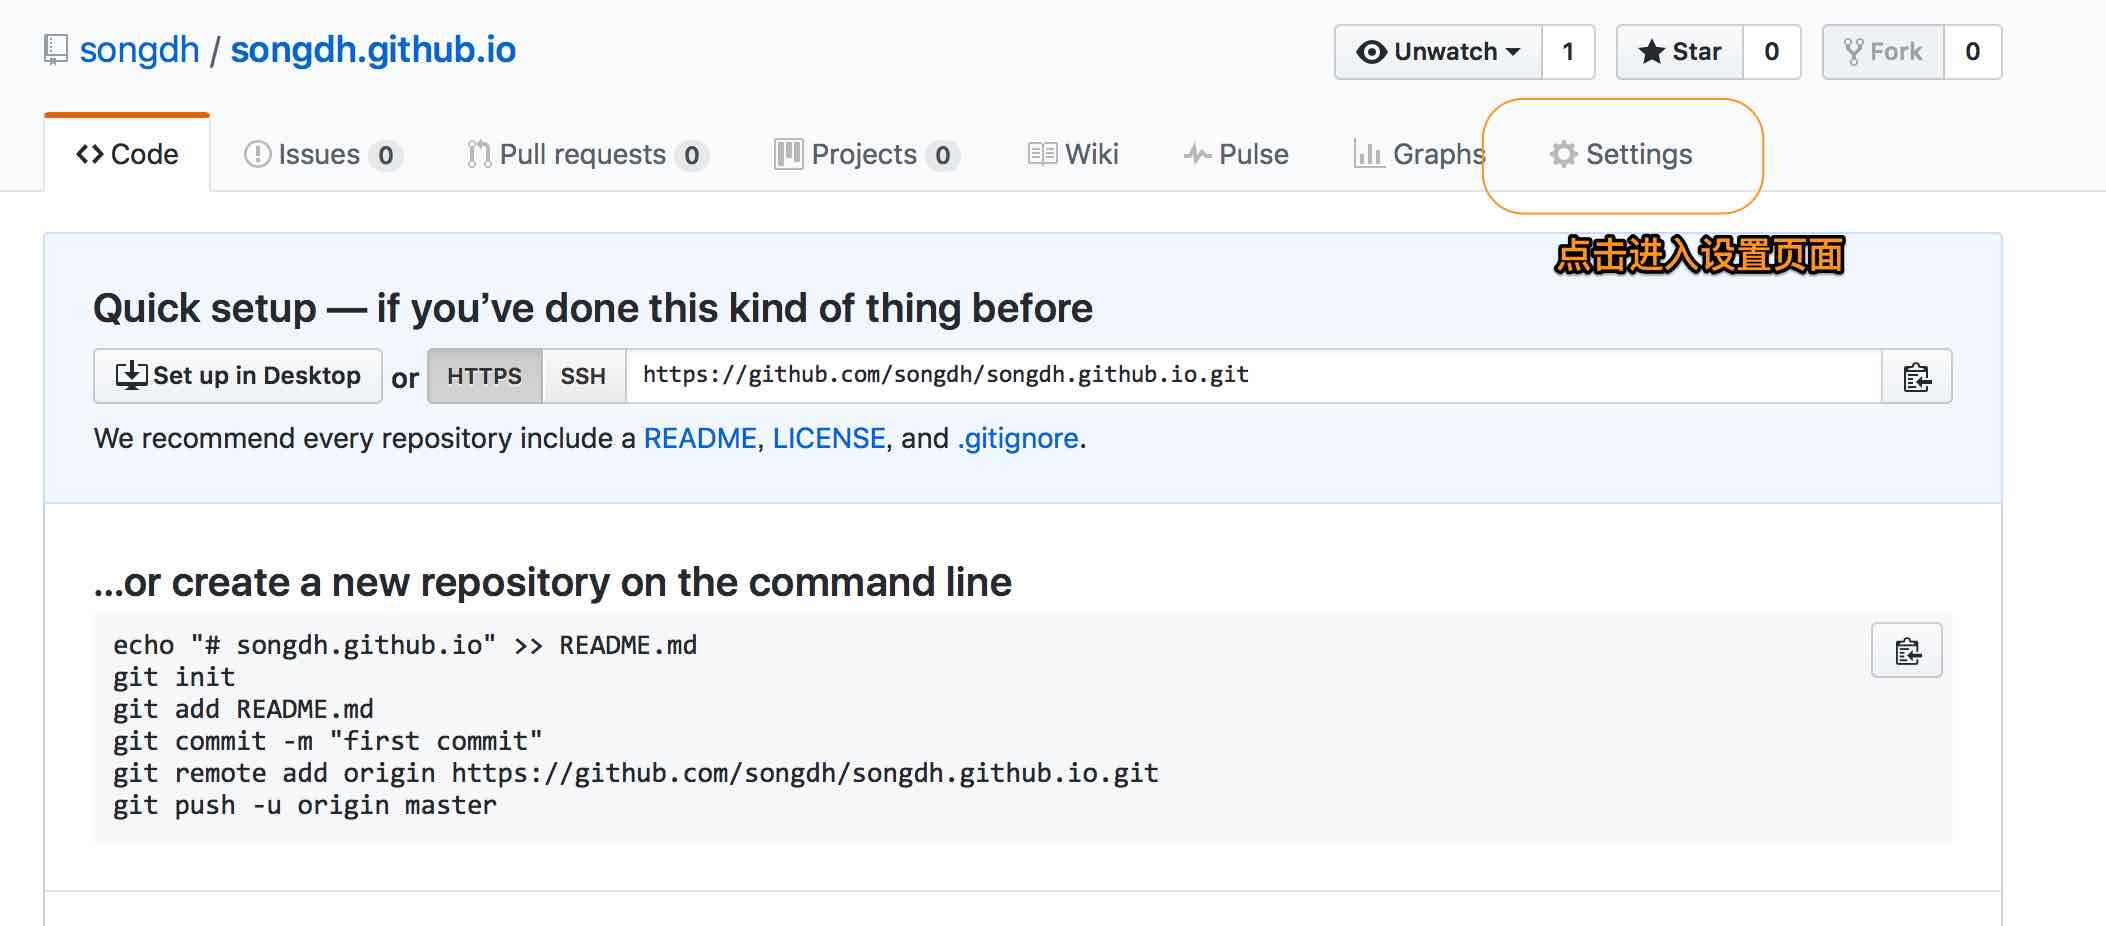 songdh / songdh.github.io
Unwatch 1 Star 0 Fork 0
Code Issues 0 Pull requests 0 Projects 0 Wiki Pulse Graphs Settings
点击进入设置页面
Quick setup — if you’ve done this kind of thing before
Set up in Desktop or HTTPS SSH https://github.com/songdh/songdh.github.io.git
We recommend every repository include a README, LICENSE, and .gitignore.
…or create a new repository on the command line
echo "# songdh.github.io" >> README.md
git init
git add README.md
git commit -m "first commit"
git remote add origin https://github.com/songdh/songdh.github.io.git
git push -u origin master